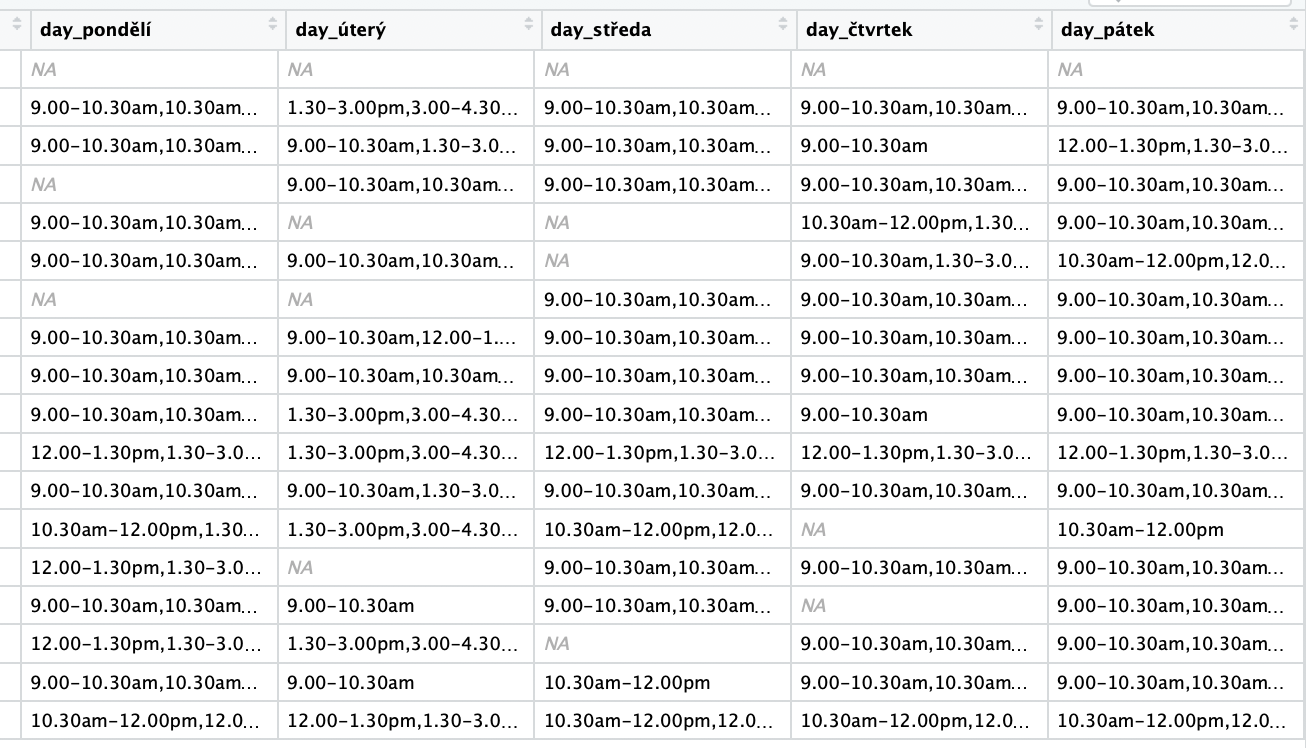 day_pondělí day_úterý day_středa day_čtvrtek day_pátek
NA NA NA NA NA
9.00-10.30am,10.30am... 1.30-3.00pm,3.00-4.30... 9.00-10.30am,10.30am... 9.00-10.30am,10.30am... 9.00-10.30am,10.30am...
9.00-10.30am,10.30am... 9.00-10.30am,1.30-3.0... 9.00-10.30am,10.30am... 9.00-10.30am 12.00-1.30pm,1.30-3.0...
NA 9.00-10.30am,10.30am... 9.00-10.30am,10.30am... 9.00-10.30am,10.30am... 9.00-10.30am,10.30am...
9.00-10.30am,10.30am... NA NA 10.30am-12.00pm,1.30... 9.00-10.30am,10.30am...
9.00-10.30am,10.30am... 9.00-10.30am,10.30am... NA 9.00-10.30am,1.30-3.0... 10.30am-12.00pm,12.0...
NA NA 9.00-10.30am,10.30am... 9.00-10.30am,10.30am... 9.00-10.30am,10.30am...
9.00-10.30am,10.30am... 9.00-10.30am,12.00-1.... 9.00-10.30am,10.30am... 9.00-10.30am,10.30am... 9.00-10.30am,10.30am...
9.00-10.30am,10.30am... 9.00-10.30am,10.30am... 9.00-10.30am,10.30am... 9.00-10.30am,10.30am... 9.00-10.30am,10.30am...
9.00-10.30am,10.30am... 1.30-3.00pm,3.00-4.30... 9.00-10.30am,10.30am... 9.00-10.30am 9.00-10.30am,10.30am...
12.00-1.30pm,1.30-3.0... 1.30-3.00pm,3.00-4.30... 12.00-1.30pm,1.30-3.0... 12.00-1.30pm,1.30-3.0... 12.00-1.30pm,1.30-3.0...
9.00-10.30am,10.30am... 9.00-10.30am,1.30-3.0... 9.00-10.30am,10.30am... 9.00-10.30am,10.30am... 9.00-10.30am,10.30am...
10.30am-12.00pm,1.30... 1.30-3.00pm,3.00-4.30... 10.30am-12.00pm,12.0... NA 10.30am-12.00pm
12.00-1.30pm,1.30-3.0... NA 9.00-10.30am,10.30am... 9.00-10.30am,10.30am... 9.00-10.30am,10.30am...
9.00-10.30am,10.30am... 9.00-10.30am 9.00-10.30am,10.30am... NA 9.00-10.30am,10.30am...
12.00-1.30pm,1.30-3.0... 1.30-3.00pm,3.00-4.30... NA 9.00-10.30am,10.30am... 9.00-10.30am,10.30am...
9.00-10.30am,10.30am... 9.00-10.30am 10.30am-12.00pm 9.00-10.30am,10.30am... 9.00-10.30am,10.30am...
10.30am-12.00pm,12.0... 12.00-1.30pm,1.30-3.0... 10.30am-12.00pm,12.0... 10.30am-12.00pm,12.0... 10.30am-12.00pm,12.0...